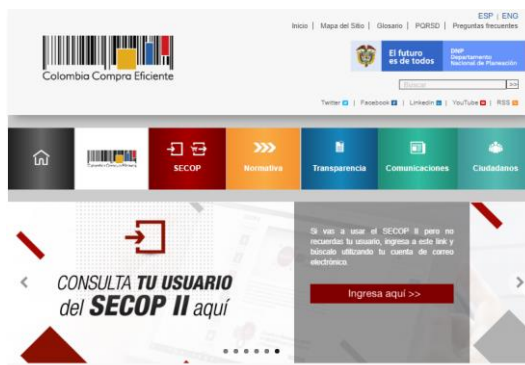 ESP | ENG
Inicio | Mapa del Sitio | Glosario | PQRSD | Preguntas frecuentes
Colombia Compra Eficiente
El futuro es de todos
DNP Departamento Nacional de Planeación
Buscar >>
Twitter | Facebook | Linkedin | YouTube | RSS
SECOP
Normativa
Transparencia
Comunicaciones
Ciudadanos
CONSULTA TU USUARIO
del SECOP II aquí
Si vas a usar el SECOP II pero no
recuerdas tu usuario, ingresa a este link y
búscalo utilizando tu cuenta de correo
electrónico.
Ingresa aquí >>